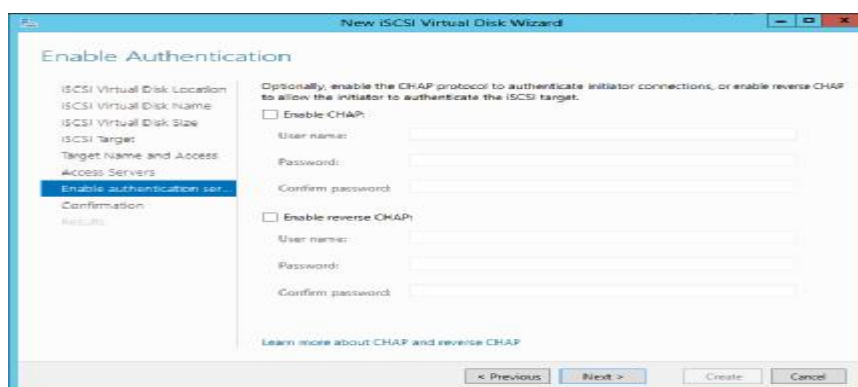 New iSCSI Virtual Disk Wizard
Enable Authentication
iSCSI Virtual Disk Location
iSCSI Virtual Disk Name
iSCSI Virtual Disk Size
iSCSI Target
Target Name and Access
Access Servers
Enable authentication ser...
Confirmation
Results
Optionally, enable the CHAP protocol to authenticate initiator connections, or enable reverse CHAP
to allow the initiator to authenticate the iSCSI target.
Enable CHAP:
User name:
Password:
Confirm password:
Enable reverse CHAP:
User name:
Password:
Confirm password:
Learn more about CHAP and reverse CHAP
< Previous
Next >
Create
Cancel